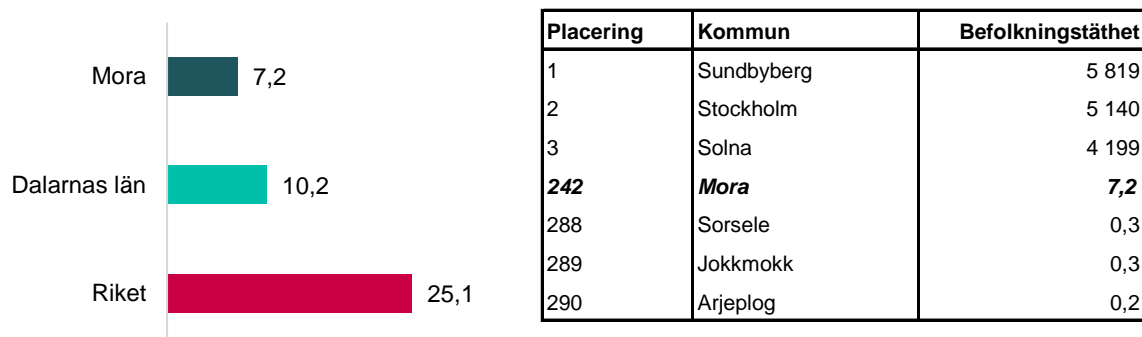 Mora 7,2
Dalarnas län 10,2
Riket 25,1
Placering Kommun Befolkningstäthet
1 Sundbyberg 5 819
2 Stockholm 5 140
3 Solna 4 199
242 Mora 7,2
288 Sorsele 0,3
289 Jokkmokk 0,3
290 Arjeplog 0,2